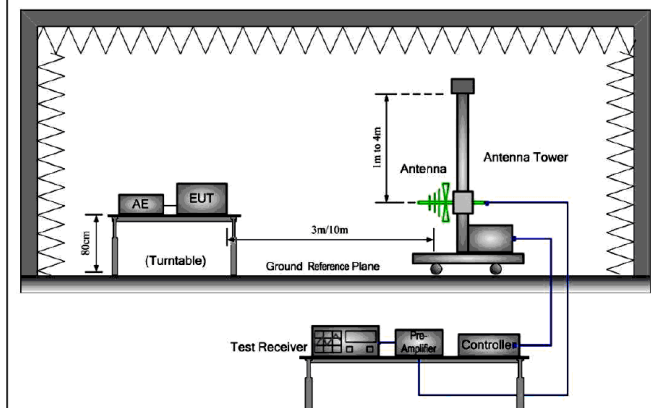 1m to 4m
Antenna
Antenna Tower
AE
EUT
3m/10m
80cm
(Turntable)
Ground Reference Plane
Test Receiver
Pre-
Amplifier
Controlle